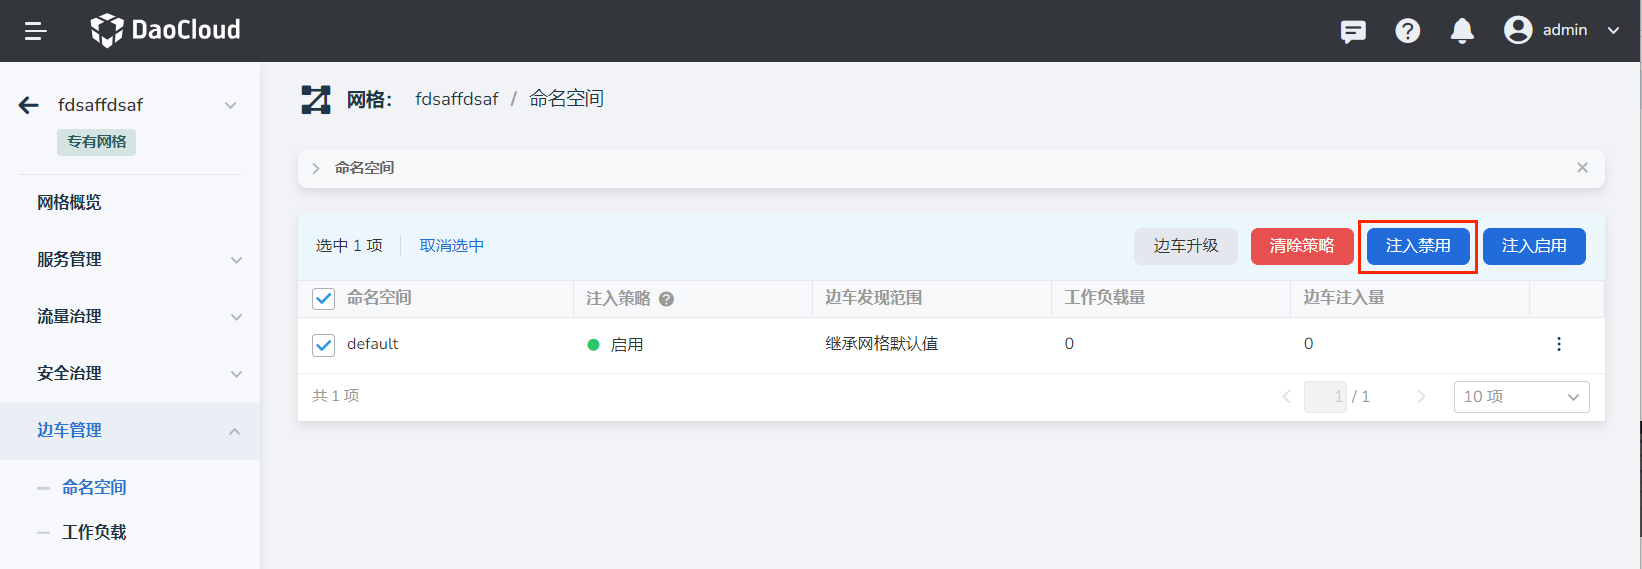 DaoCloud
admin
fdsaffdsaf
专有网格
网格概览
服务管理
流量治理
安全治理
边车管理
命名空间
工作负载
网格： fdsaffdsaf / 命名空间
命名空间
选中 1 项 取消选中 边车升级 清除策略 注入禁用 注入启用
命名空间 注入策略 边车发现范围 工作负载量 边车注入量
default 启用 继承网格默认值 0 0
共 1 项 1 / 1 10 项